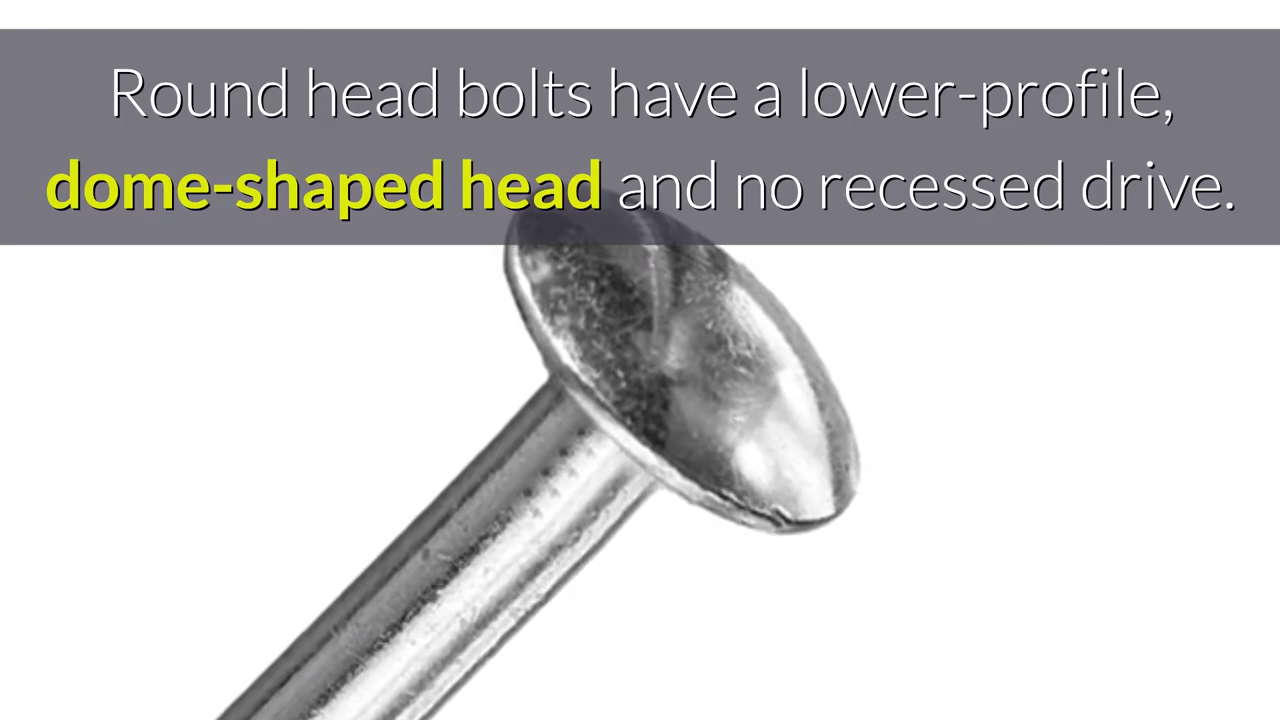 Round head bolts have a lower-profile,
dome-shaped head and no recessed drive.